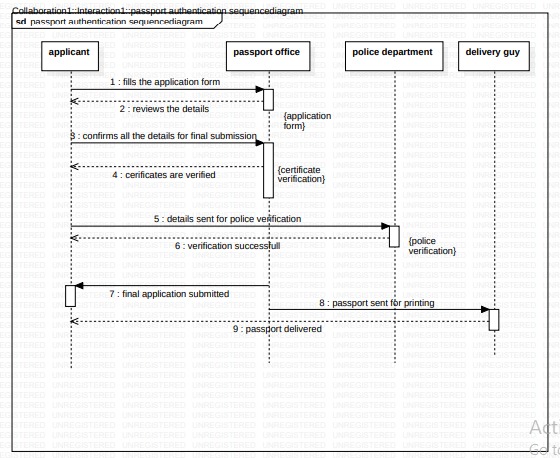 Collaboration1::Interaction1::passport authentication sequencediagram
sd passport authentication sequencediagram
applicant
passport office
police department
delivery guy
1 : fills the application form
2 : reviews the details
{application
form}
3 : confirms all the details for final submission
4 : cerificates are verified
{certificate
verification}
5 : details sent for police verification
6 : verification successfull
{police
verification}
7 : final application submitted
8 : passport sent for printing
9 : passport delivered
UNREGISTERED
Act
Go to